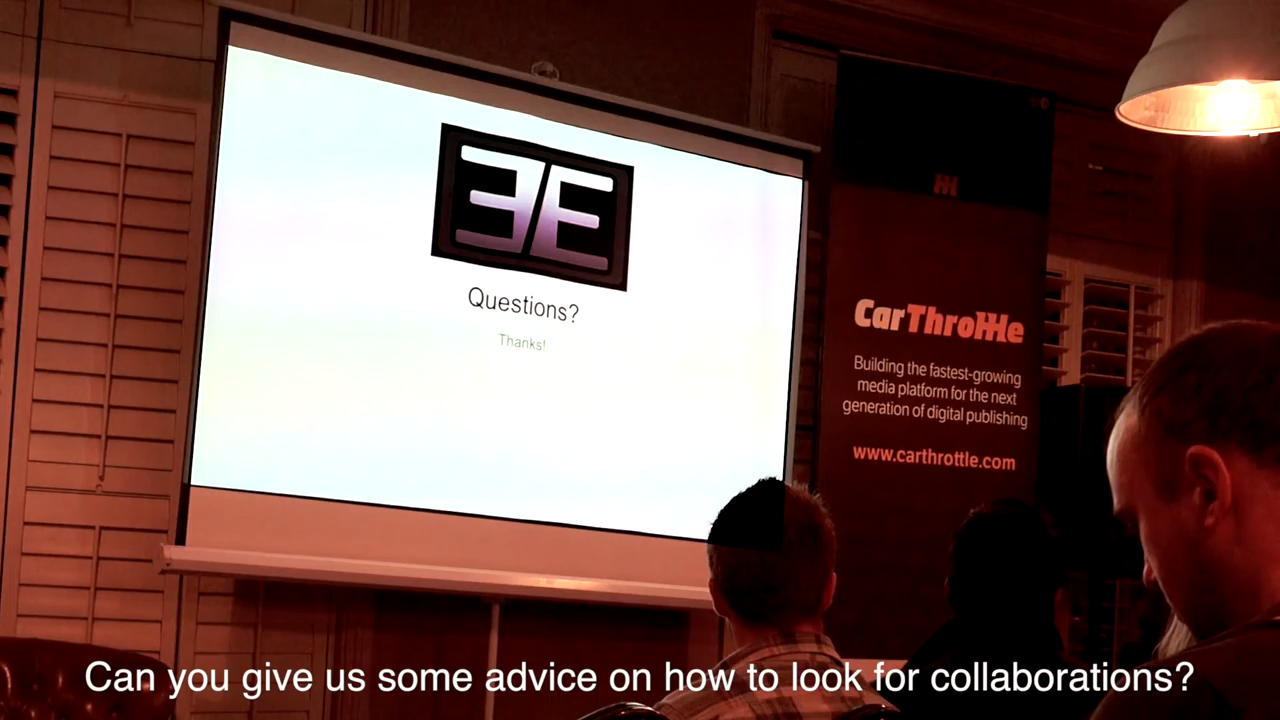 ƎE
Questions?
Thanks!
CarThrottle
Building the fastest-growing
media platform for the next
generation of digital publishing
www.carthrottle.com
Can you give us some advice on how to look for collaborations?